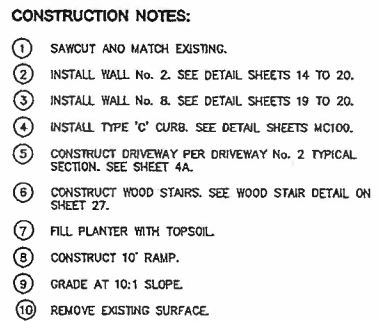 CONSTRUCTION NOTES:
1 SAWCUT AND MATCH EXISTING.
2 INSTALL WALL No. 2. SEE DETAIL SHEETS 14 TO 20.
3 INSTALL WALL No. 8. SEE DETAIL SHEETS 19 TO 20.
4 INSTALL TYPE 'C' CURB. SEE DETAIL SHEETS MC100.
5 CONSTRUCT DRIVEWAY PER DRIVEWAY No. 2 TYPICAL
SECTION. SEE SHEET 4A.
6 CONSTRUCT WOOD STAIRS. SEE WOOD STAIR DETAIL ON
SHEET 27.
7 FILL PLANTER WITH TOPSOIL.
8 CONSTRUCT 10' RAMP.
9 GRADE AT 10:1 SLOPE.
10 REMOVE EXISTING SURFACE.